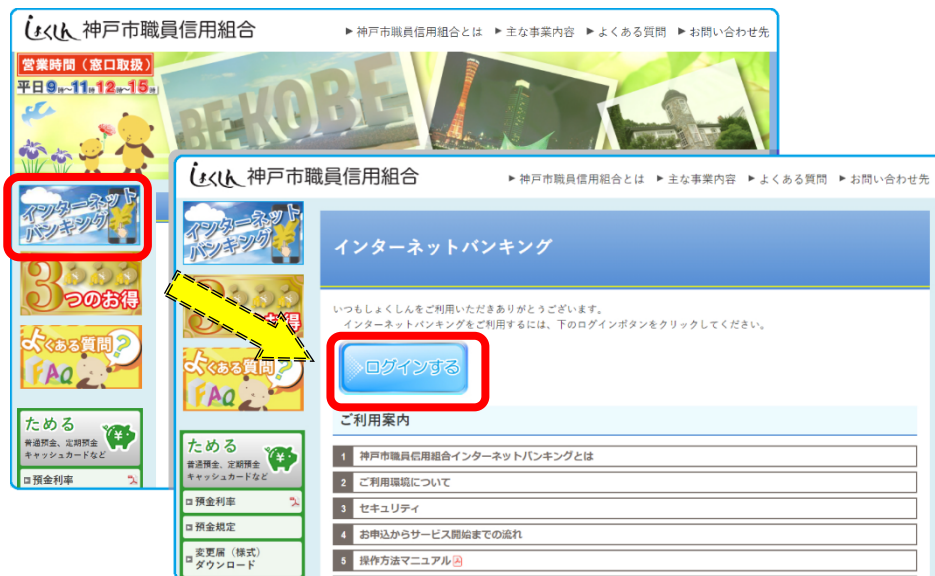 しょくしん 神戸市職員信用組合
▶神戸市職員信用組合とは ▶主な事業内容 ▶よくある質問 ▶お問い合わせ先
営業時間（窓口取扱）
平日9時～11時12時～15時
BE KOBE
インターネット
バンキング
3つのお得
よくある質問？
FAQ
ためる
普通預金、定期預金
キャッシュカードなど
預金利率
しょくしん 神戸市職員信用組合
▶神戸市職員信用組合とは ▶主な事業内容 ▶よくある質問 ▶お問い合わせ先
インターネット
バンキング
得
よくある質問？
FAQ
ためる
普通預金、定期預金
キャッシュカードなど
預金利率
預金規定
変更届（様式）
ダウンロード
インターネットバンキング
いつもしょくしんをご利用いただきありがとうございます。
インターネットバンキングをご利用するには、下のログインボタンをクリックしてください。
ログインする
ご利用案内
1 神戸市職員信用組合インターネットバンキングとは
2 ご利用環境について
3 セキュリティ
4 お申込からサービス開始までの流れ
5 操作方法マニュアル